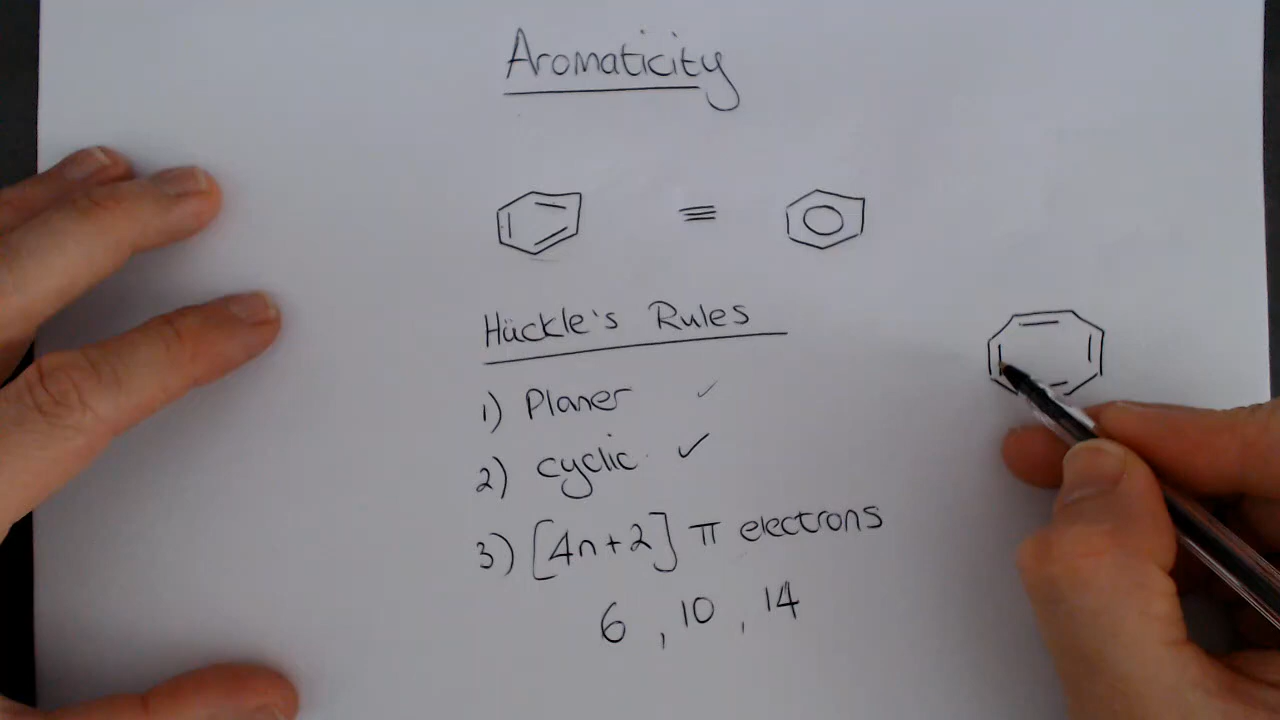 Aromaticity
≡
Hückle's Rules
1) Planer ✓
2) cyclic. ✓
3) [4n+2] π electrons
6, 10, 14